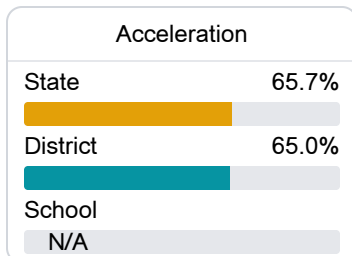 Acceleration
State 65.7%
District 65.0%
School
N/A